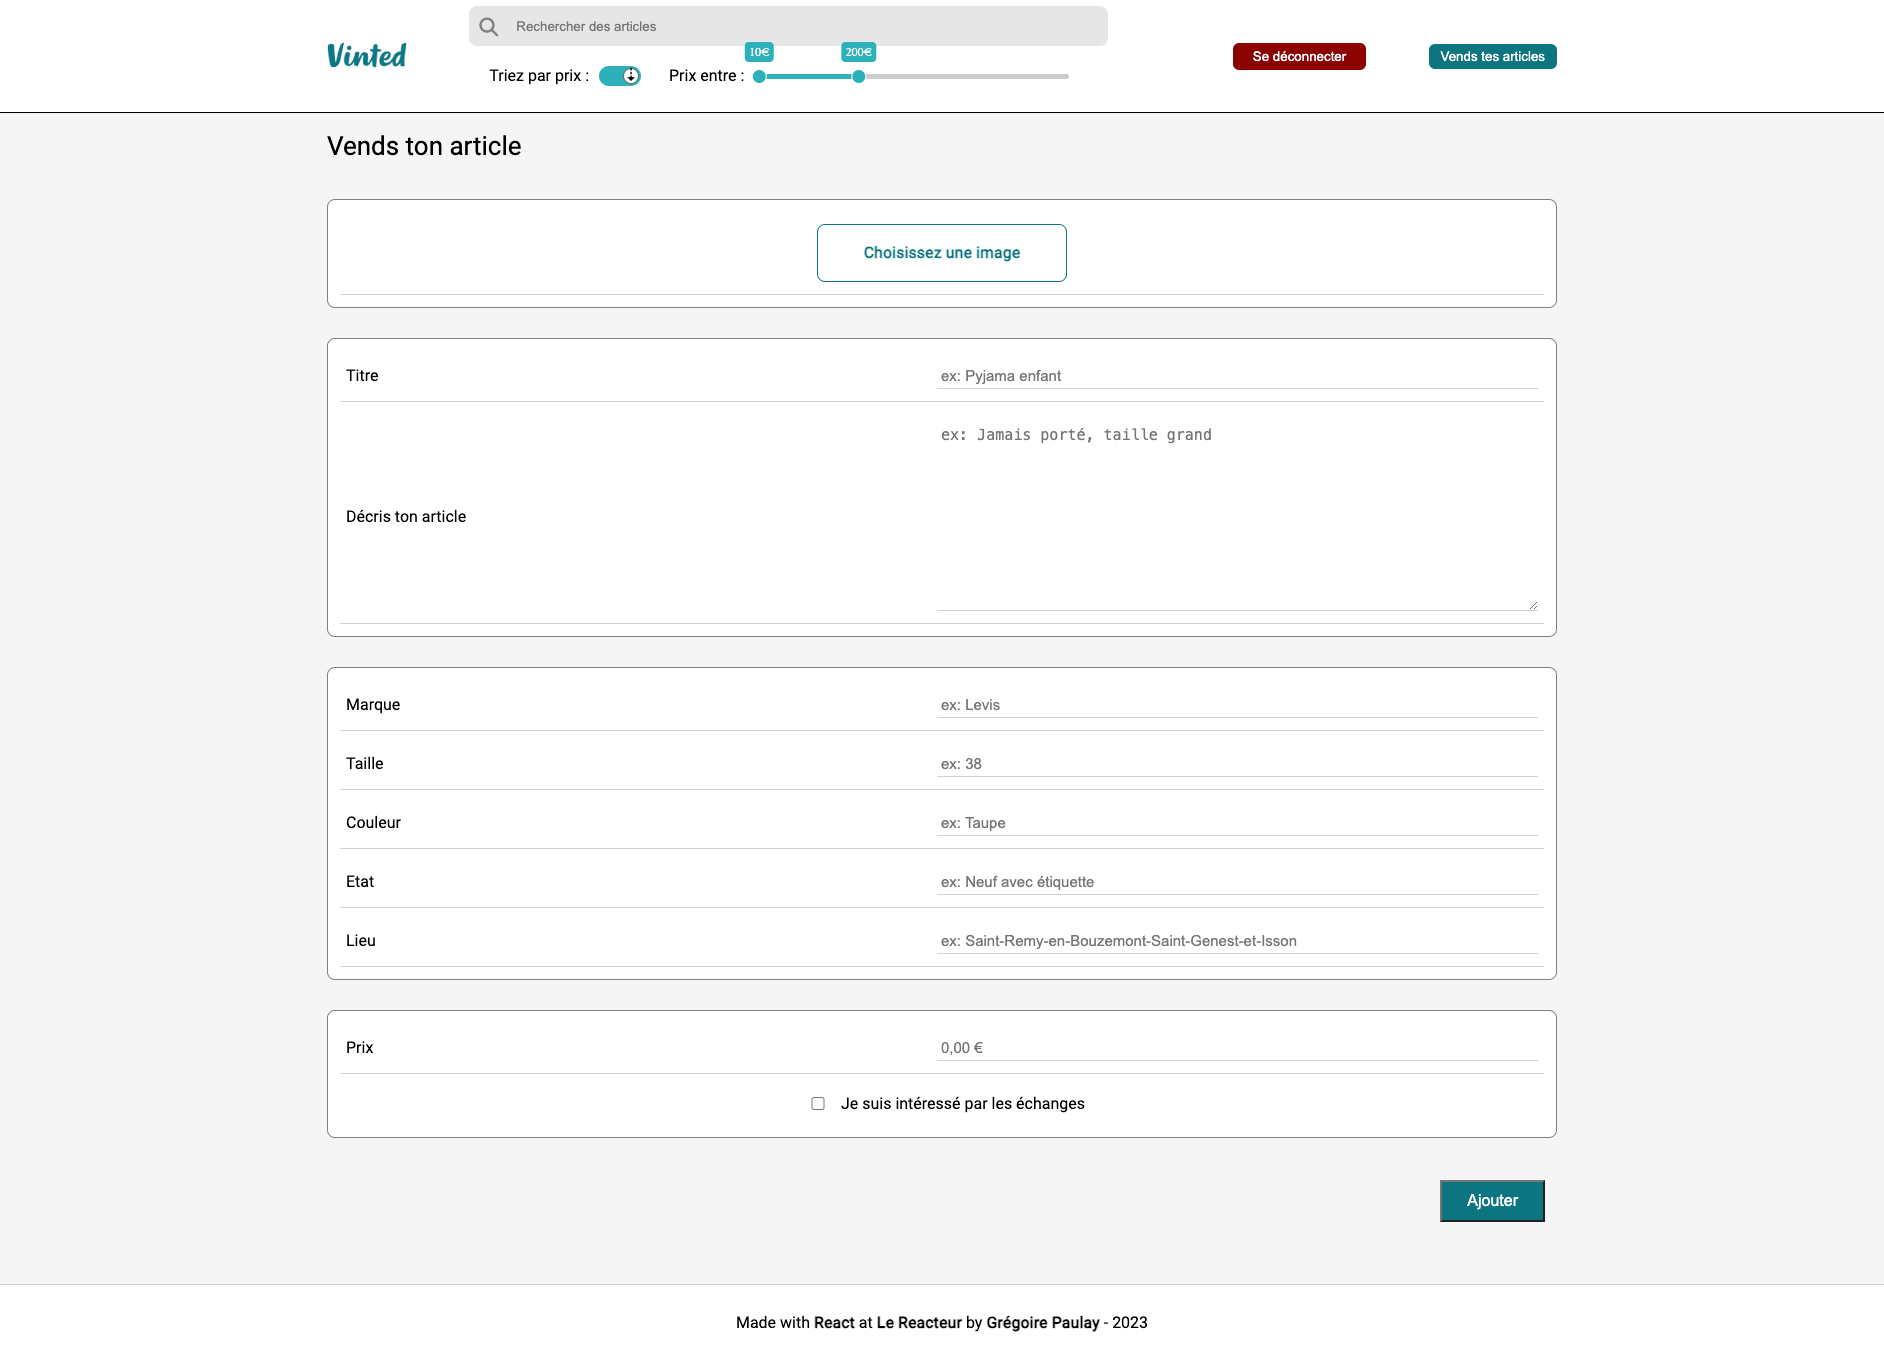 Vinted
Rechercher des articles
10€ 200€
Triez par prix : Prix entre :
Se déconnecter
Vends tes articles
Vends ton article
Choisissez une image
Titre
ex: Pyjama enfant
Décris ton article
ex: Jamais porté, taille grand
Marque
ex: Levis
Taille
ex: 38
Couleur
ex: Taupe
Etat
ex: Neuf avec étiquette
Lieu
ex: Saint-Remy-en-Bouzemont-Saint-Genest-et-Isson
Prix
0,00 €
Je suis intéressé par les échanges
Ajouter
Made with React at Le Reacteur by Grégoire Paulay - 2023